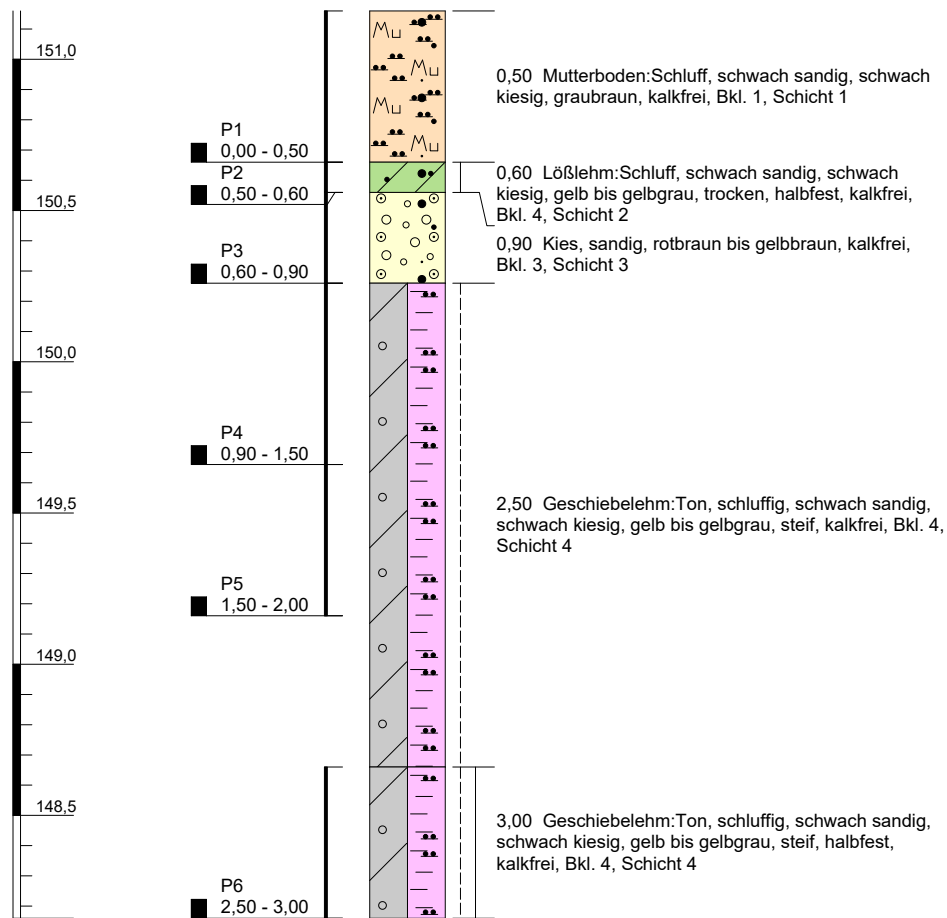 151,0
0,50 Mutterboden:Schluff, schwach sandig, schwach
kiesig, graubraun, kalkfrei, Bkl. 1, Schicht 1
P1
0,00 - 0,50
P2
0,50 - 0,60
0,60 Lößlehm:Schluff, schwach sandig, schwach
kiesig, gelb bis gelbgrau, trocken, halbfest, kalkfrei,
Bkl. 4, Schicht 2
150,5
P3
0,60 - 0,90
0,90 Kies, sandig, rotbraun bis gelbbraun, kalkfrei,
Bkl. 3, Schicht 3
150,0
P4
0,90 - 1,50
149,5
2,50 Geschiebelehm:Ton, schluffig, schwach sandig,
schwach kiesig, gelb bis gelbgrau, steif, kalkfrei, Bkl. 4,
Schicht 4
P5
1,50 - 2,00
149,0
148,5
3,00 Geschiebelehm:Ton, schluffig, schwach sandig,
schwach kiesig, gelb bis gelbgrau, steif, halbfest,
kalkfrei, Bkl. 4, Schicht 4
P6
2,50 - 3,00